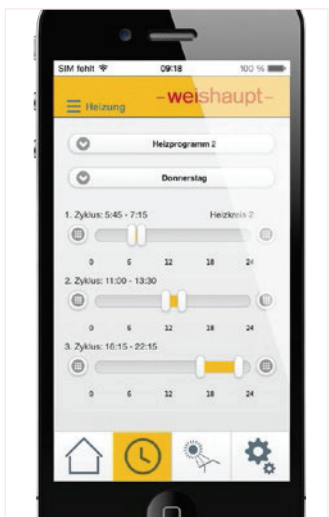 SIM fehlt 09:18 100 %
Heizung -weishaupt-
Heizprogramm 2
Donnerstag
1. Zyklus: 5:45 - 7:15 Heizkreis 2
0 6 12 18 24
2. Zyklus: 11:00 - 13:30
0 6 12 18 24
3. Zyklus: 16:15 - 22:15
0 6 12 18 24